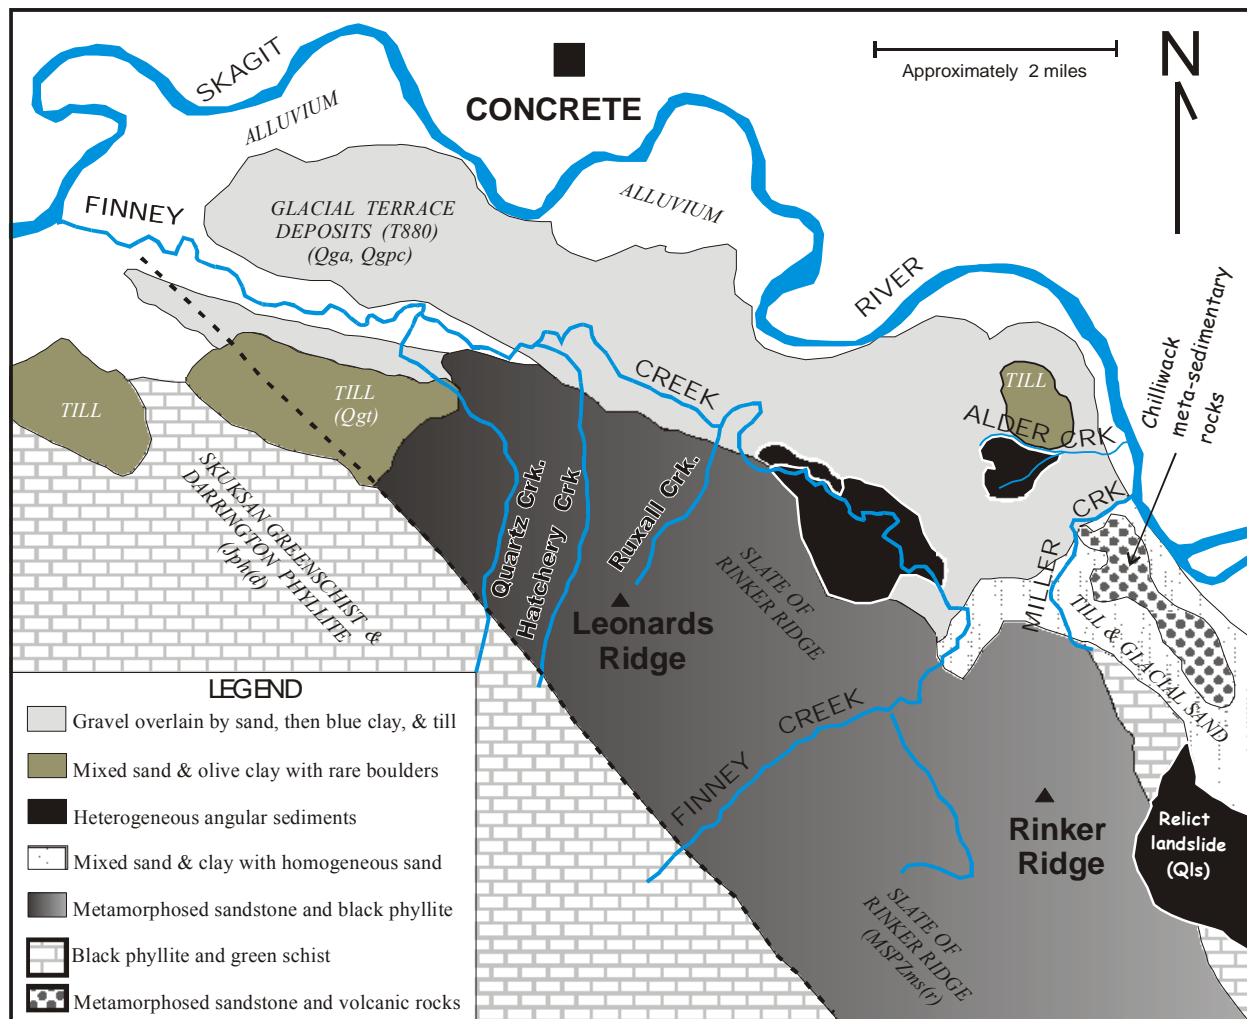 SKAGIT
ALLUVIUM
CONCRETE
Approximately 2 miles
N
FINNEY
GLACIAL TERRACE
DEPOSITS (T880)
(Qga, Qgpc)
ALLUVIUM
RIVER
Chilliwack
meta-sedimentary
rocks
CREEK
TILL
TILL
(Qgt)
TILL
ALDER CRK
SKUKSAN GREENSCHIST &
DARRINGTON PHYLLITE
(Jph(d)
Quartz Crk.
Hatchery Crk
Ruxall Crk.
SLATE OF
RINKER RIDGE
MILLER CRK
TILL & GLACIAL SAND
Leonards
Ridge
FINNEY CREEK
Rinker
Ridge
Relict
landslide
(Qls)
SLATE OF
RINKER RIDGE
(MSPZms(r)
LEGEND
Gravel overlain by sand, then blue clay, & till
Mixed sand & olive clay with rare boulders
Heterogeneous angular sediments
Mixed sand & clay with homogeneous sand
Metamorphosed sandstone and black phyllite
Black phyllite and green schist
Metamorphosed sandstone and volcanic rocks